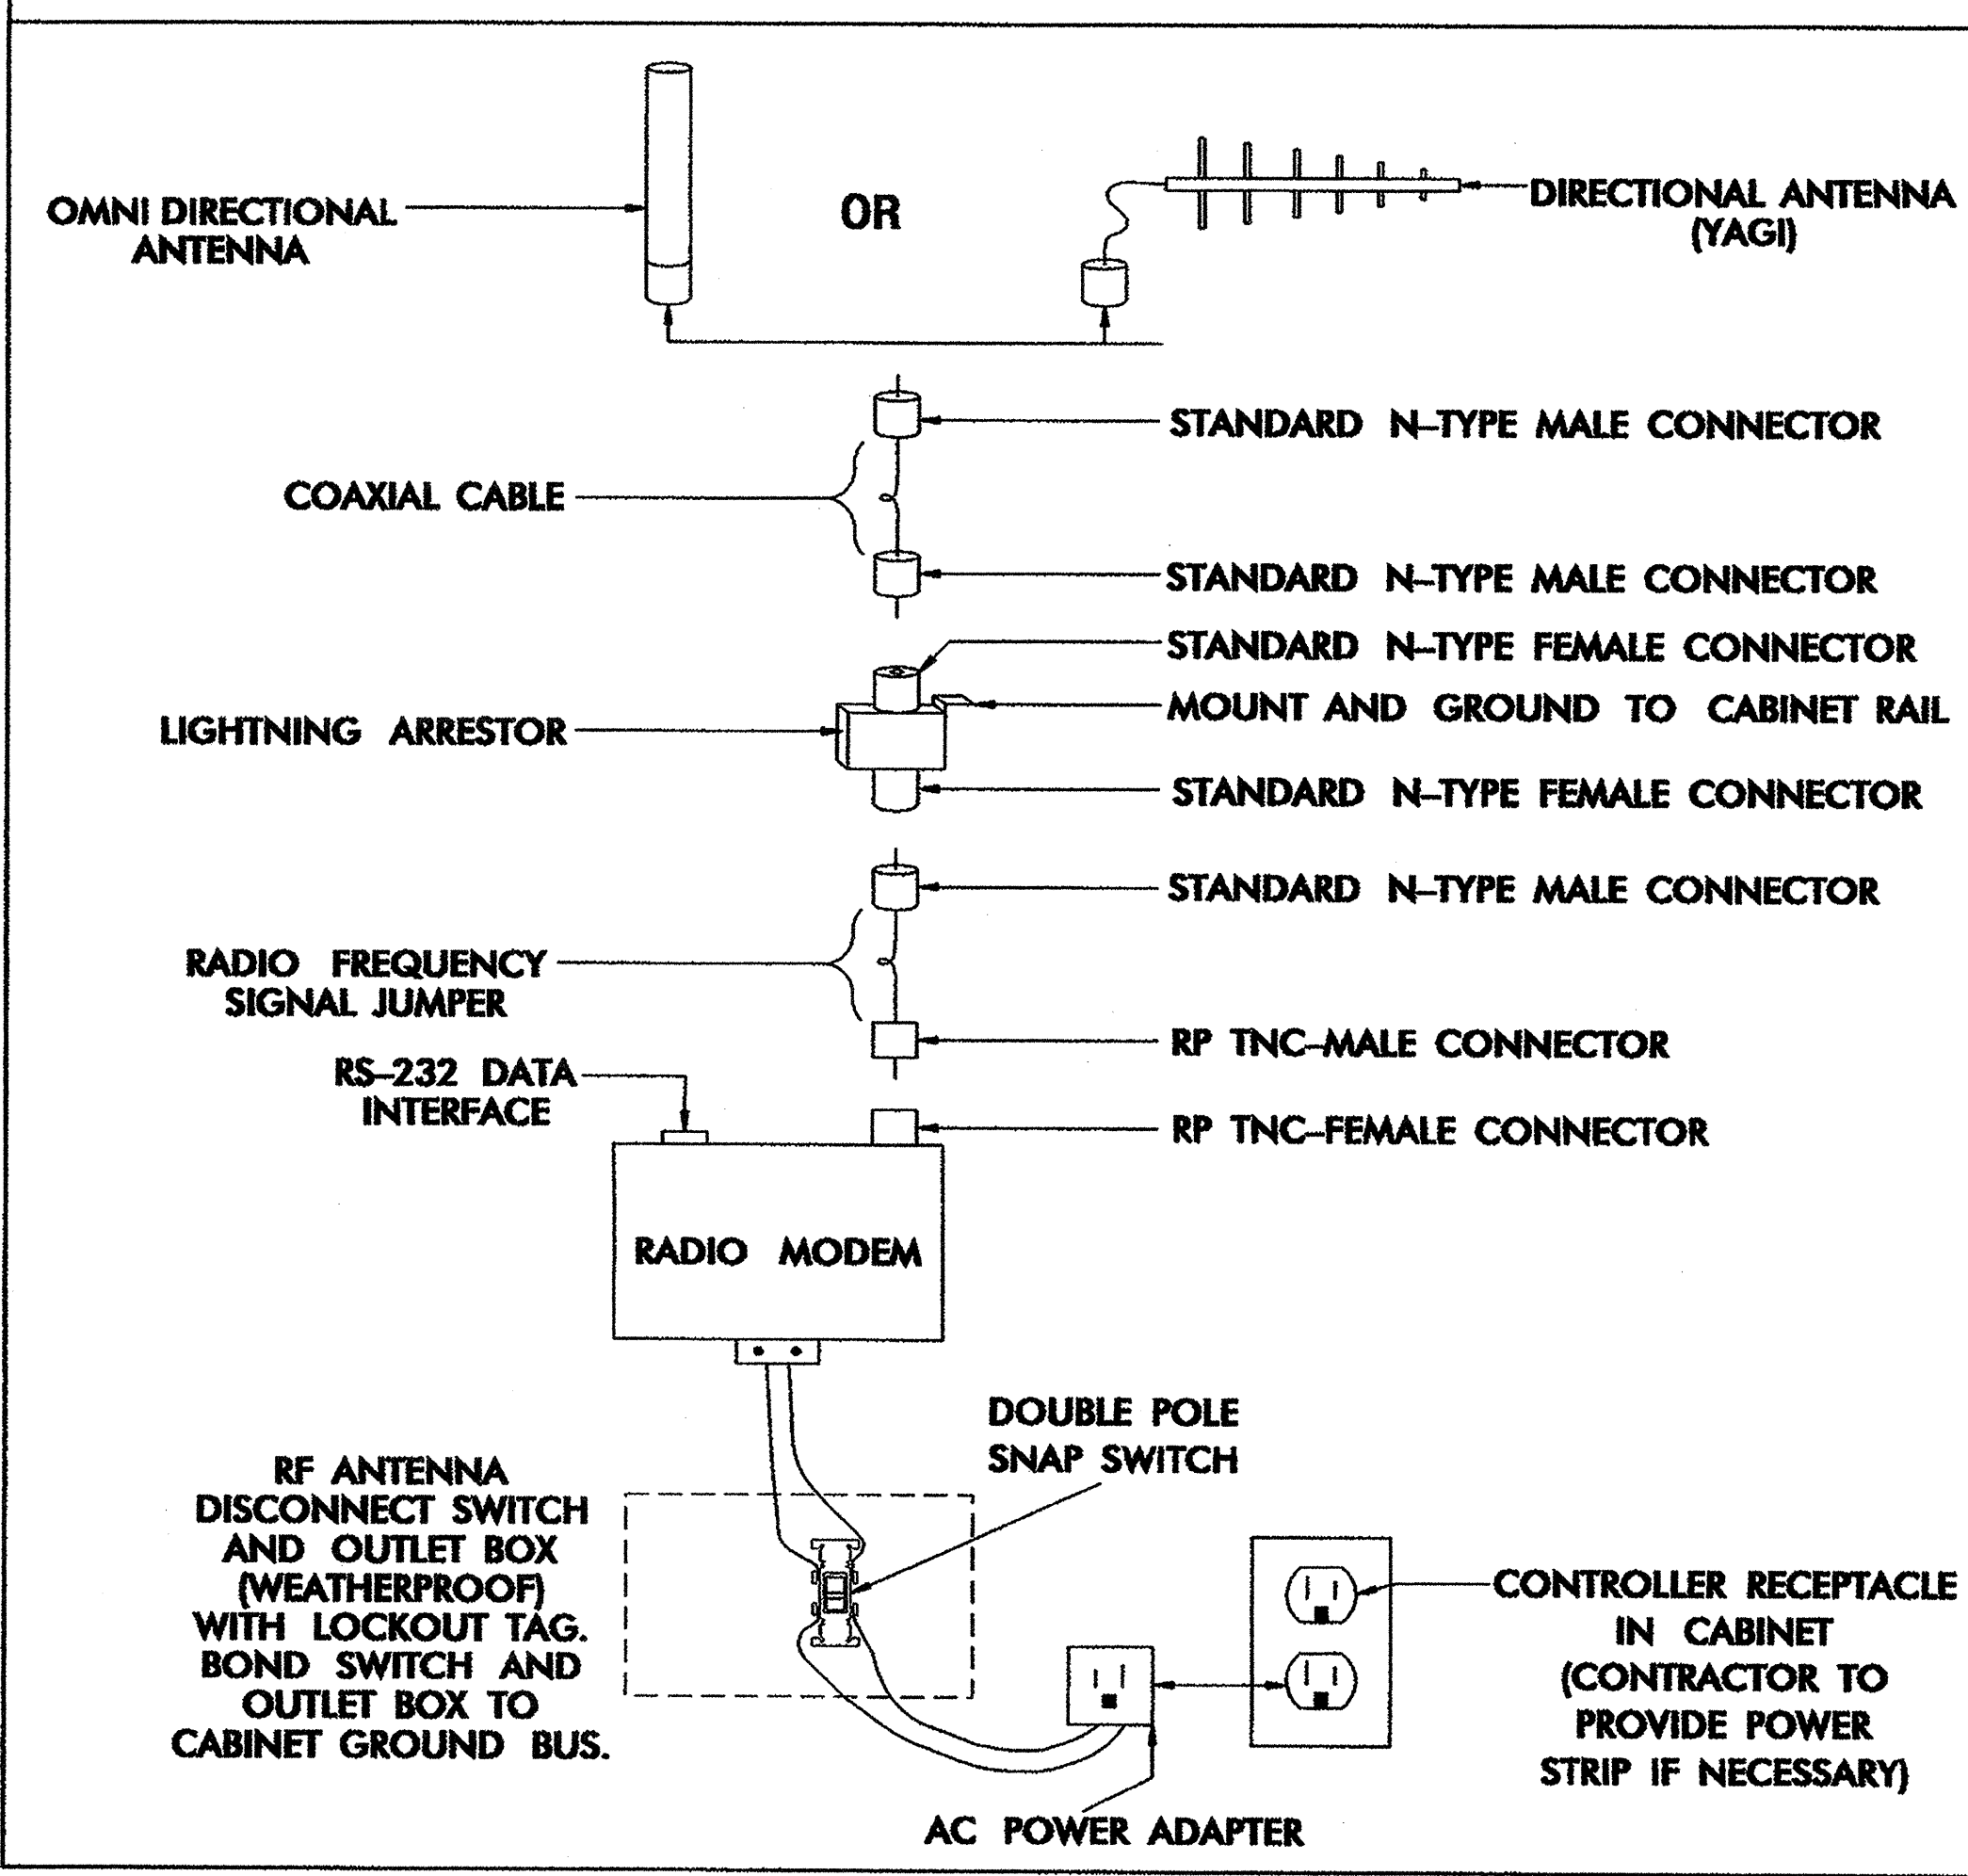 OMNI DIRECTIONAL
ANTENNA
OR
DIRECTIONAL ANTENNA
(YAGI)
STANDARD N-TYPE MALE CONNECTOR
COAXIAL CABLE
STANDARD N-TYPE MALE CONNECTOR
STANDARD N-TYPE FEMALE CONNECTOR
MOUNT AND GROUND TO CABINET RAIL
LIGHTNING ARRESTOR
STANDARD N-TYPE FEMALE CONNECTOR
STANDARD N-TYPE MALE CONNECTOR
RADIO FREQUENCY
SIGNAL JUMPER
RP TNC-MALE CONNECTOR
RS-232 DATA
INTERFACE
RP TNC-FEMALE CONNECTOR
RADIO MODEM
DOUBLE POLE
SNAP SWITCH
RF ANTENNA
DISCONNECT SWITCH
AND OUTLET BOX
(WEATHERPROOF)
WITH LOCKOUT TAG.
BOND SWITCH AND
OUTLET BOX TO
CABINET GROUND BUS.
CONTROLLER RECEPTACLE
IN CABINET
(CONTRACTOR TO
PROVIDE POWER
STRIP IF NECESSARY)
AC POWER ADAPTER